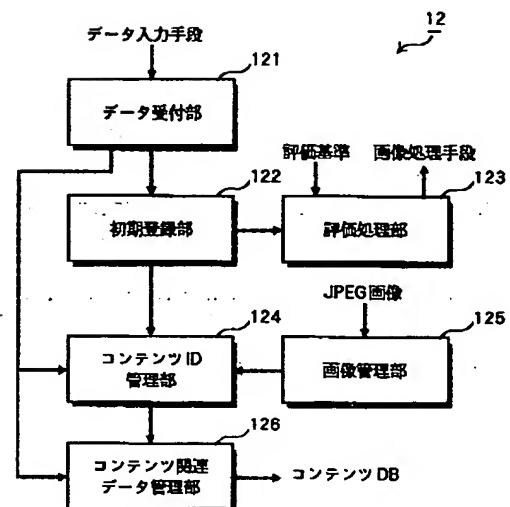 12
データ入力手段
121
データ受付部
122
初期登録部
評価基準
画像処理手段
123
評価処理部
JPEG画像
124
コンテンツID
管理部
125
画像管理部
126
コンテンツ関連
データ管理部
コンテンツDB